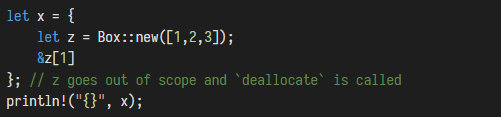 let x = {
    let z = Box::new([1,2,3]);
    &z[1]
}; // z goes out of scope and `deallocate` is called
println!("{}", x);